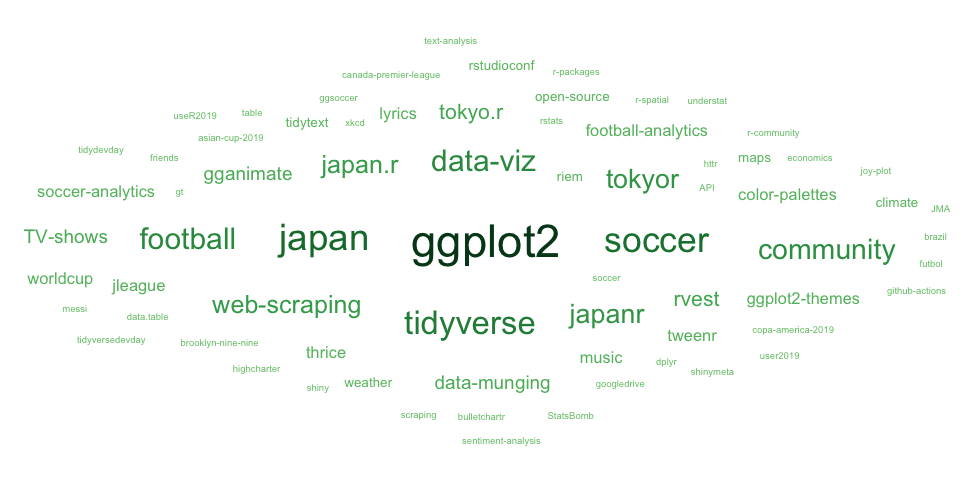 text-analysis
rstudioconf
canada-premier-league
r-packages
ggsoccer
open-source
r-spatial
understat
useR2019
table
lyrics
tokyo.r
tidytext
xkcd
rstats
football-analytics
r-community
asian-cup-2019
tidydevday
friends
japan.r
data-viz
httr
maps
economics
gganimate
riem
tokyor
joy-plot
soccer-analytics
gt
API
color-palettes
climate
JMA
TV-shows
football
japan
ggplot2
soccer
community
brazil
futbol
worldcup
jleague
soccer
github-actions
messi
data.table
web-scraping
tidyverse
japanr
rvest
ggplot2-themes
tidyversedevday
brooklyn-nine-nine
tweenr
copa-america-2019
thrice
music
dplyr
user2019
highcharter
shinymeta
shiny
weather
data-munging
googledrive
scraping
bulletchartr
StatsBomb
sentiment-analysis